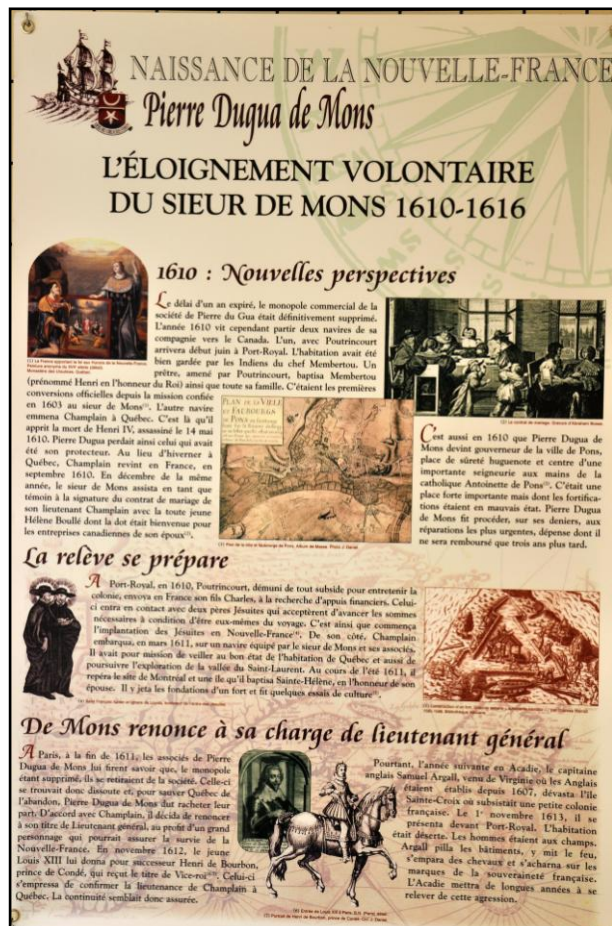 NAISSANCE DE LA NOUVELLE-FRANCE
Pierre Dugua de Mons
L'ÉLOIGNEMENT VOLONTAIRE
DU SIEUR DE MONS 1610-1616
1610 : Nouvelles perspectives
Le délai d'un an expiré, le monopole commercial de la
société de Pierre du Gua était définitivement supprimé.
L'année 1610 vit cependant partir deux navires de sa
compagnie vers le Canada. L'un, avec Poutrincourt
arrivera début juin à Port-Royal. L'habitation avait été
bien gardée par les Indiens du chef Membertou. Un
prêtre, amené par Poutrincourt, baptisa Membertou
(prénommé Henri en l'honneur du Roi) ainsi que toute sa famille. C'étaient les premières
conversions officielles depuis la mission confiée
en 1603 au sieur de Mons. L'autre navire
emmena Champlain à Québec. C'est là qu'il
apprit la mort de Henri IV, assassiné le 14 mai
1610. Pierre Dugua perdait ainsi celui qui avait
été son protecteur. Au lieu d'hiverner à
Québec, Champlain revint en France, en
septembre 1610. En décembre de la même
année, le sieur de Mons assista en tant que
témoin à la signature du contrat de mariage de
son lieutenant Champlain avec la toute jeune
Hélène Boullé dont la dot était bienvenue pour
les entreprises canadiennes de son époux.
PLAN DE LA VILLE
ET FAUBOURGS
DE PONS
C'est aussi en 1610 que Pierre Dugua de
Mons devint gouverneur de la ville de Pons,
place de sûreté huguenote et centre d'une
importante seigneurie aux mains de la
catholique Antoinette de Pons. C'était une
place forte importante mais dont les fortifica-
tions étaient en mauvais état. Pierre Dugua
de Mons fit procéder, sur ses deniers, aux
réparations les plus urgentes, dépense dont il
ne sera remboursé que trois ans plus tard.
La relève se prépare
A Port-Royal, en 1610, Poutrincourt, démuni de tout subside pour entretenir la
colonie, envoya en France son fils Charles, à la recherche d'appuis financiers. Celui-
ci entra en contact avec deux pères Jésuites qui acceptèrent d'avancer les sommes
nécessaires à condition d'être eux-mêmes du voyage. C'est ainsi que commença
l'implantation des Jésuites en Nouvelle-France. De son côté, Champlain
embarqua, en mars 1611, sur un navire équipé par le sieur de Mons et ses associés.
Il avait pour mission de veiller au bon état de l'habitation de Québec et aussi de
poursuivre l'exploration de la vallée du Saint-Laurent. Au cours de l'été 1611, il
repéra le site de Montréal et une île qu'il baptisa Sainte-Hélène, en l'honneur de son
épouse. Il y jeta les fondations d'un fort et fit quelques essais de culture.
De Mons renonce à sa charge de lieutenant général
A Paris, à la fin de 1611, les associés de Pierre
Dugua de Mons lui firent savoir que, le monopole
étant supprimé, ils se retiraient de la société. Celle-ci
se trouvait donc dissoute et, pour sauver Québec de
l'abandon, Pierre Dugua de Mons dut racheter leur
part. D'accord avec Champlain, il décida de renoncer
à son titre de Lieutenant général, au profit d'un grand
personnage qui pourrait assurer la survie de la
Nouvelle-France. En novembre 1612, le jeune
Louis XIII lui donna pour successeur Henri de Bourbon,
prince de Condé, qui reçut le titre de Vice-roi. Celui-ci
s'empressa de confirmer la lieutenance de Champlain à
Québec. La continuité semblait donc assurée.
Pourtant, l'année suivante en Acadie, le capitaine
anglais Samuel Argall, venu de Virginie où les Anglais
étaient établis depuis 1607, dévasta l'île
Sainte-Croix où subsistait une petite colonie
française. Le 1er novembre 1613, il se
présenta devant Port-Royal. L'habitation
était déserte. Les hommes étaient aux champs.
Argall pilla les bâtiments, y mit le feu,
s'empara des chevaux et s'acharna sur les
marques de la souveraineté française.
L'Acadie mettra de longues années à se
relever de cette agression.